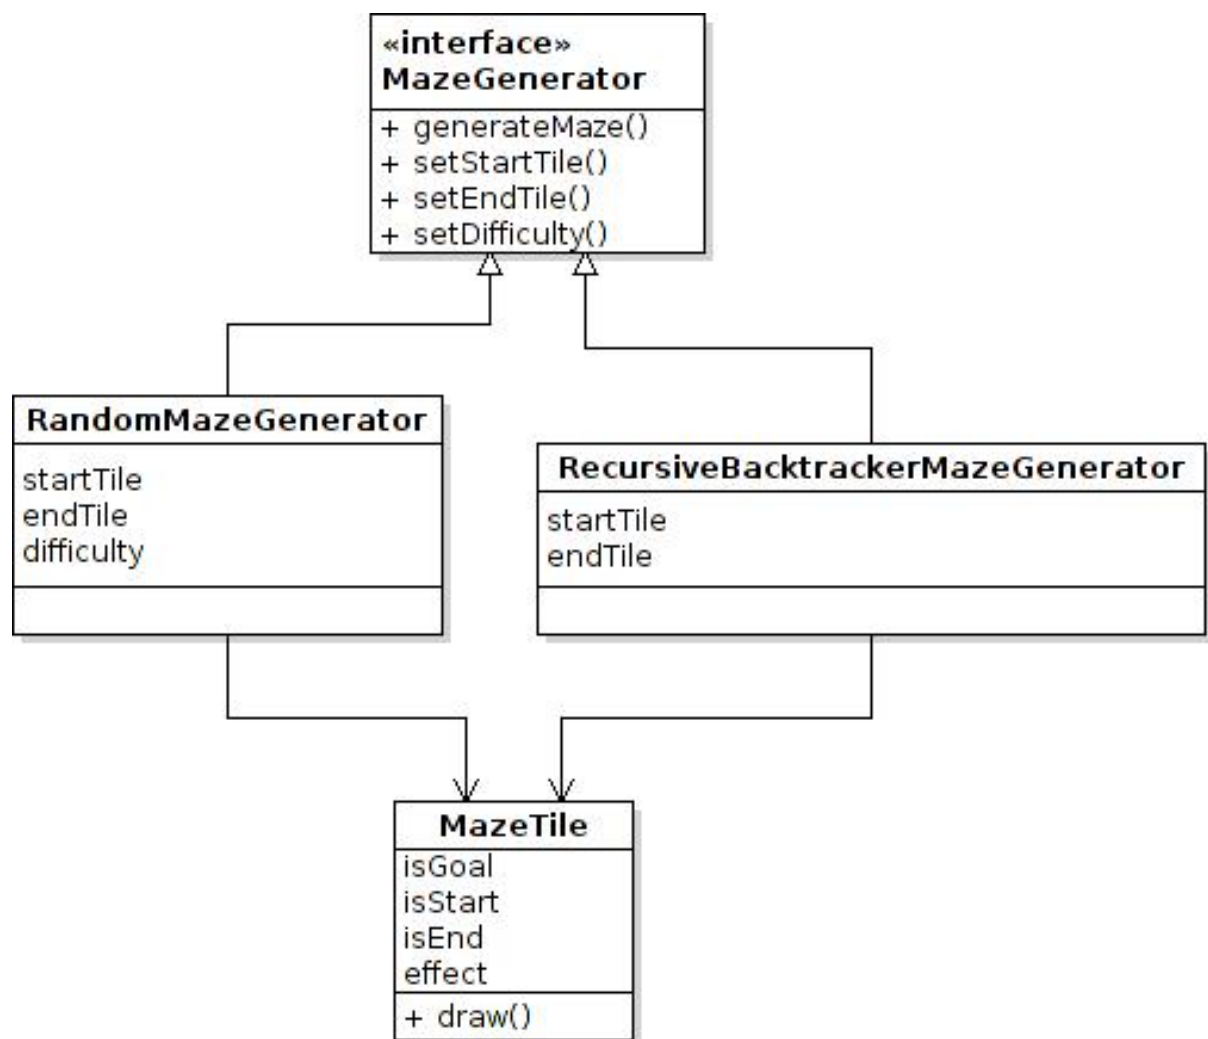 «interface»
MazeGenerator
+ generateMaze()
+ setStartTile()
+ setEndTile()
+ setDifficulty()
RandomMazeGenerator
startTile
endTile
difficulty
RecursiveBacktrackerMazeGenerator
startTile
endTile
MazeTile
isGoal
isStart
isEnd
effect
+ draw()